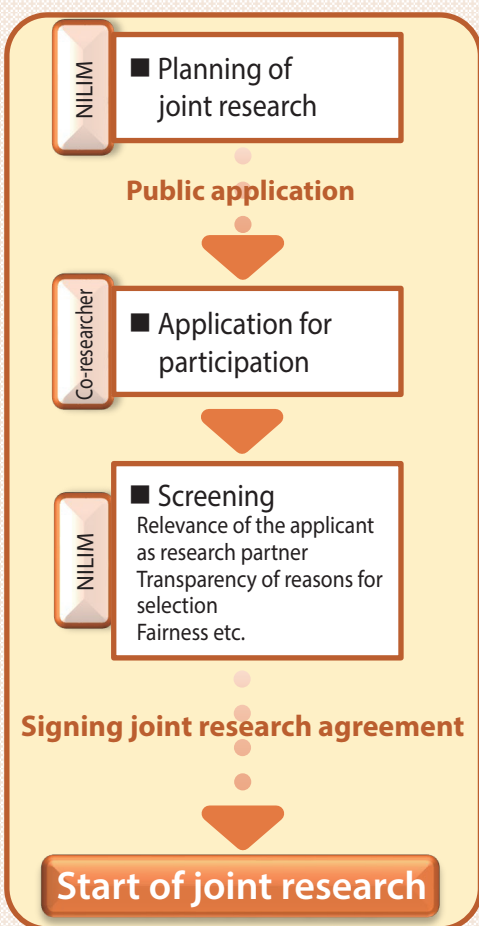 NILIM
■ Planning of
joint research
Public application
Co-researcher
■ Application for
participation
NILIM
■ Screening
Relevance of the applicant
as research partner
Transparency of reasons for
selection
Fairness etc.
Signing joint research agreement
Start of joint research